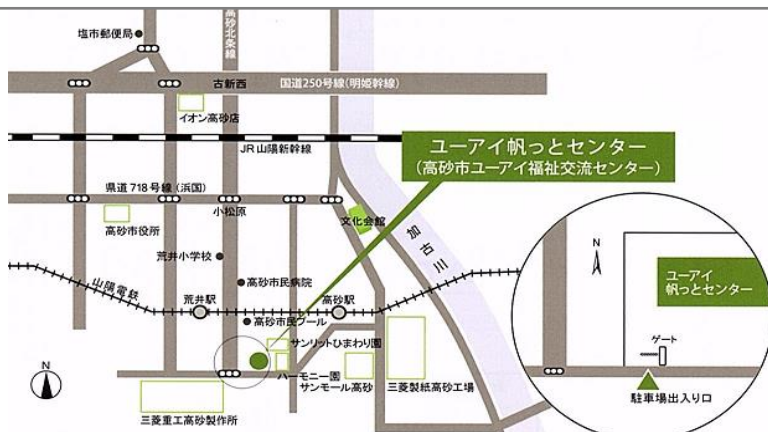 塩市郵便局
高砂北条線
古新西
国道250号線(明姫幹線)
イオン高砂店
JR山陽新幹線
ユーアイ帆っとセンター
(高砂市ユーアイ福祉交流センター)
県道718号線(浜国)
小松原
高砂市役所
文化会館
加古川
荒井小学校
山陽電鉄
荒井駅
高砂市民病院
高砂駅
高砂市民プール
サンリットひまわり園
ハーモニー園
サンモール高砂
三菱製紙高砂工場
三菱重工高砂製作所
N
N
ユーアイ
帆っとセンター
ゲート
駐車場出入り口